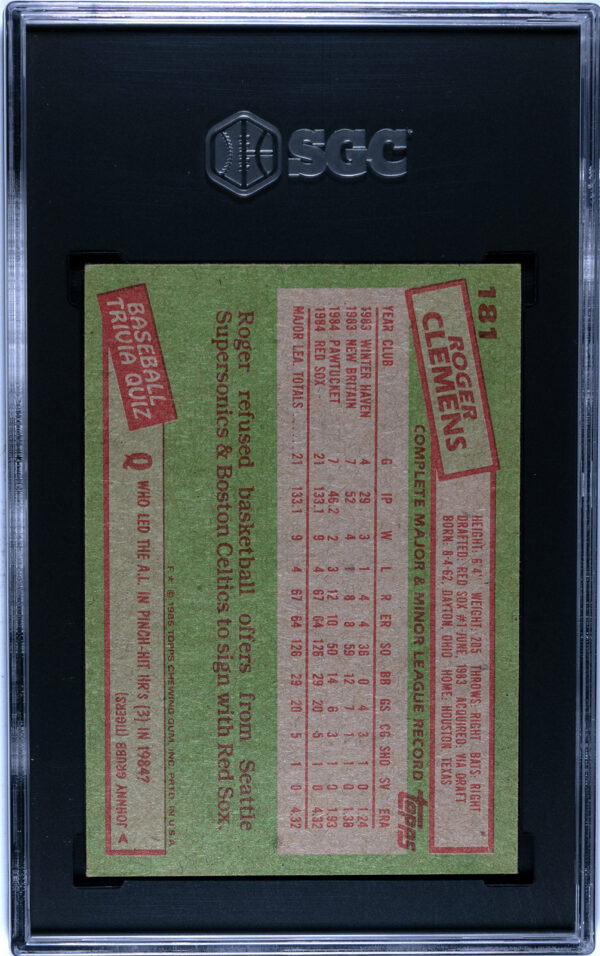 SGC
181
ROGER
CLEMENS
HEIGHT: 6'4" WEIGHT: 205 THROWS: RIGHT BATS: RIGHT
DRAFTED: RED SOX #1-JUNE, 1983 ACQUIRED: VIA DRAFT
BORN: 8-4-62, DAYTON, OHIO HOME: HOUSTON, TEXAS
COMPLETE MAJOR & MINOR LEAGUE RECORD topps
YEAR CLUB G IP W L R ER SO BB GS CG SHO SV ERA
1983 WINTER HAVEN 4 29 3 1 4 4 36 0 4 3 1 0 1.24
1983 NEW BRITAIN 7 52 4 1 8 8 59 12 7 1 1 0 1.38
1984 PAWTUCKET 7 46.2 2 3 12 10 50 14 6 3 1 0 1.93
1984 RED SOX 21 133.1 9 4 67 64 126 29 20 5 1 0 4.32
MAJOR LEA. TOTALS ..... 21 133.1 9 4 67 64 126 29 20 5 1 0 4.32
Roger refused basketball offers from Seattle
Supersonics & Boston Celtics to sign with Red Sox.
F* © 1985 TOPPS CHEWING GUM, INC. PRTD. IN U.S.A.
BASEBALL
TRIVIA QUIZ
Q WHO LED THE A.L. IN PINCH-HIT HR'S (3) IN 1984?
A JOHNNY GRUBB (TIGERS)